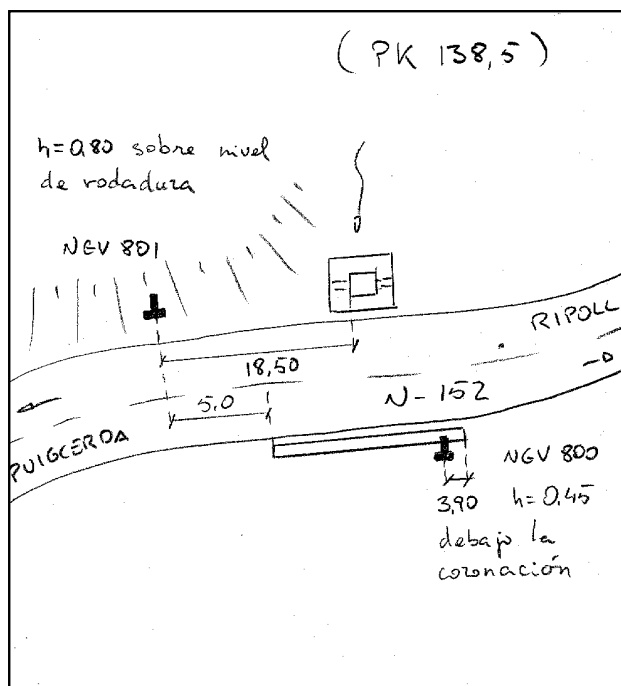 (PK 138,5)
h=0,80 sobre nivel
de rodadura
NGV 801
RIPOLL
18,50
5,0
N-152
PUIGCERDA
NGV 800
3,90 h=0,45
debajo la
coronación